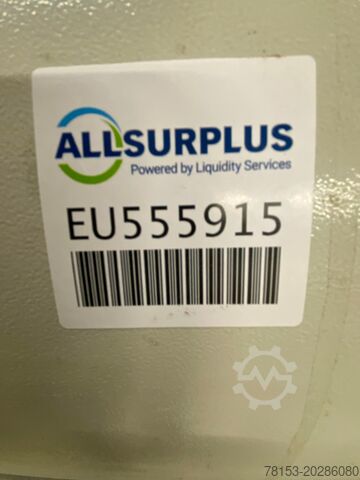 ALLSURPLUS
Powered by Liquidity Services
EU555915
78153-20286080